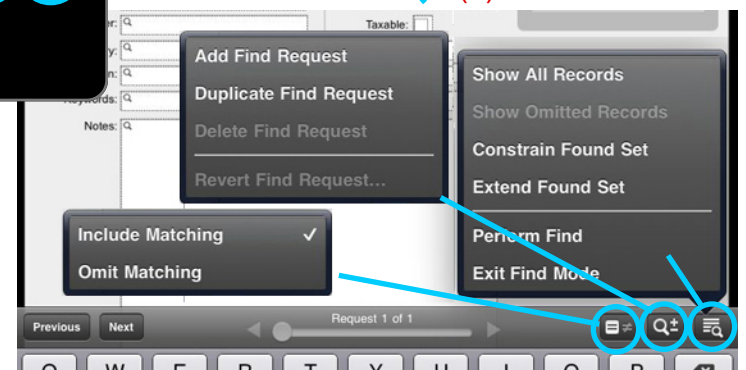 r:
Taxable:
y:
n:
Keywords:
Notes:
Add Find Request
Duplicate Find Request
Delete Find Request
Revert Find Request...
Show All Records
Show Omitted Records
Constrain Found Set
Extend Found Set
Perform Find
Exit Find Mode
Include Matching ✓
Omit Matching
Previous Next
Request 1 of 1